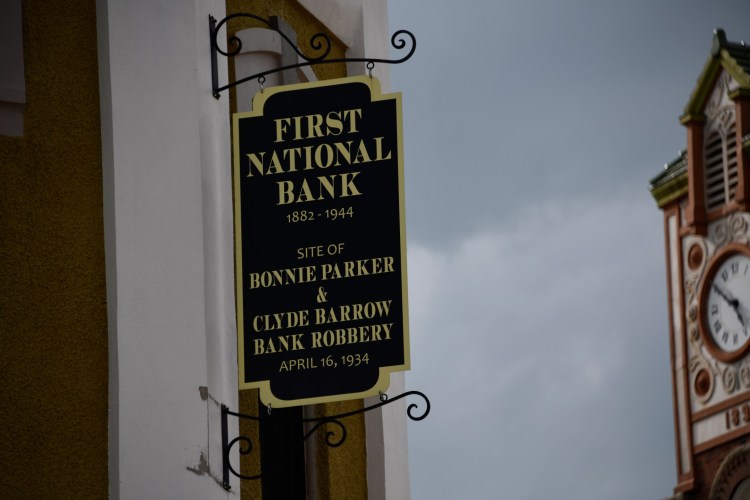 FIRST
NATIONAL
BANK
1882 - 1944
SITE OF
BONNIE PARKER
&
CLYDE BARROW
BANK ROBBERY
APRIL 16, 1934